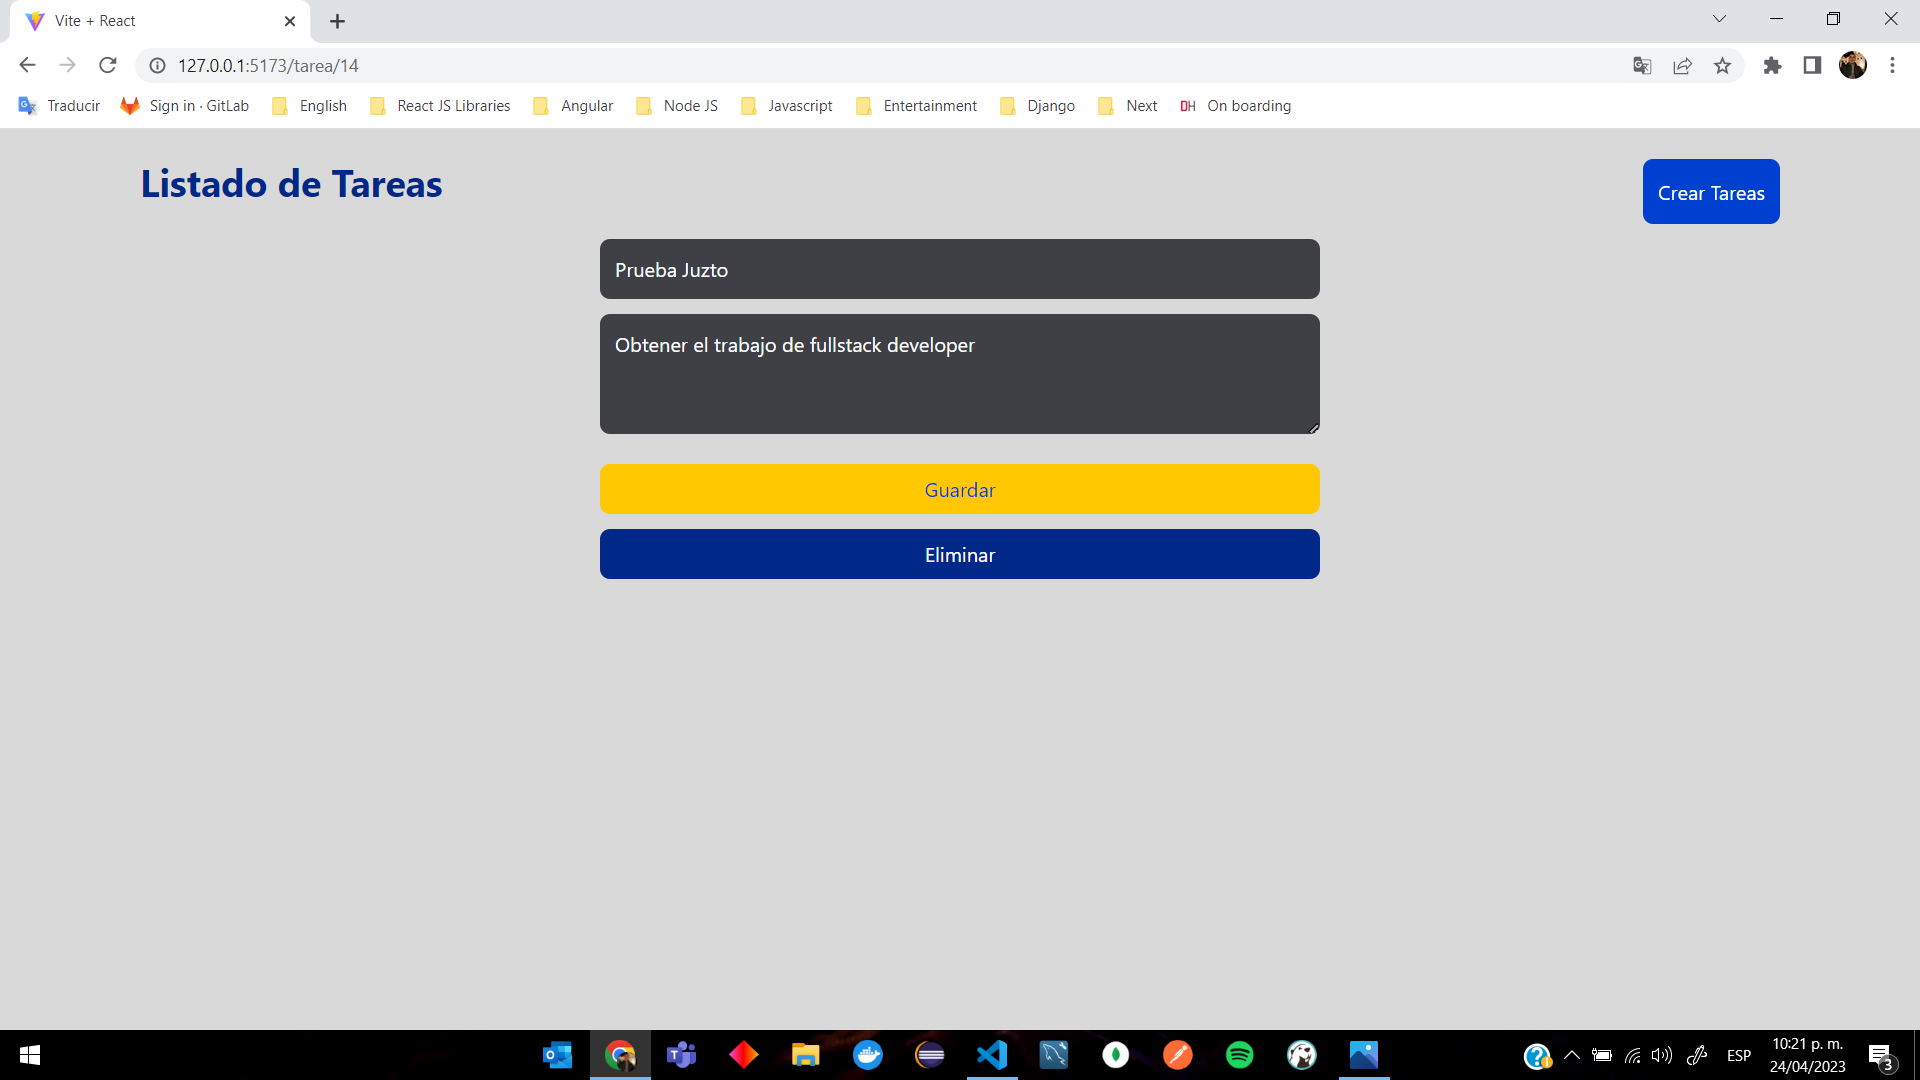 Vite + React
127.0.0.1:5173/tarea/14
Traducir
Sign in · GitLab
English
React JS Libraries
Angular
Node JS
Javascript
Entertainment
Django
Next
DH On boarding
Listado de Tareas
Crear Tareas
Prueba Juzto
Obtener el trabajo de fullstack developer
Guardar
Eliminar
ESP
10:21 p. m.
24/04/2023
3